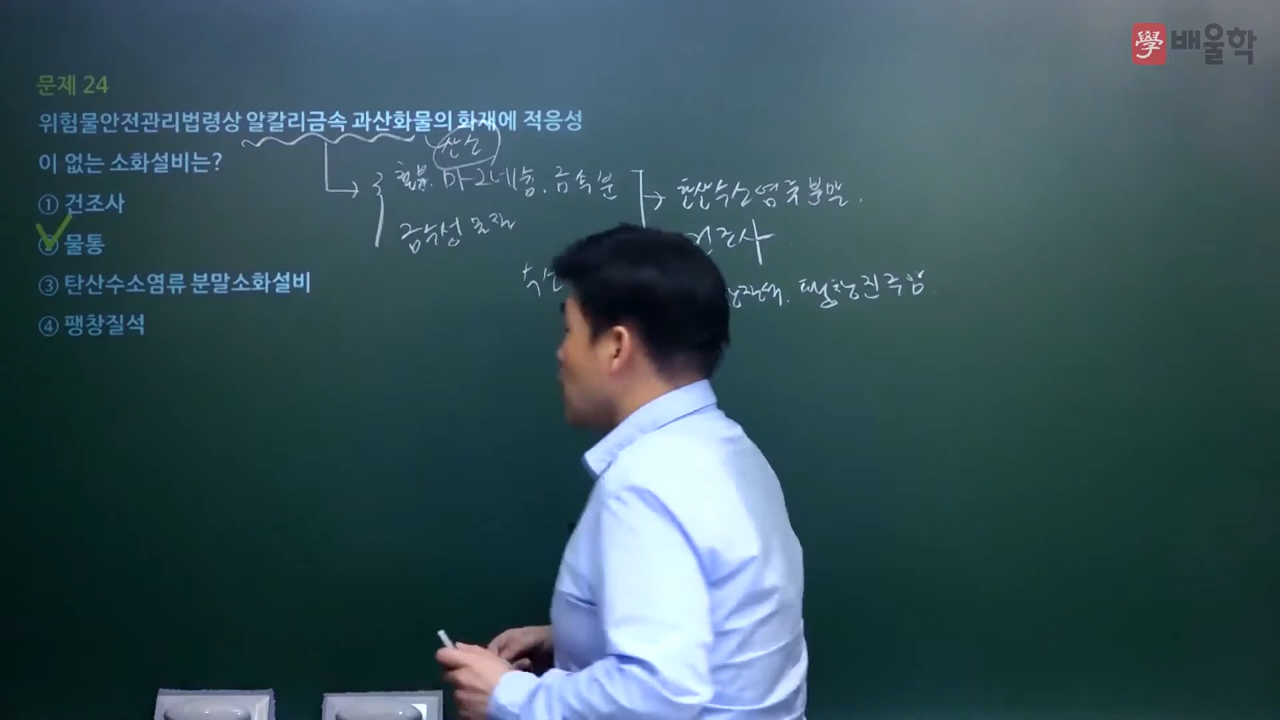 學 배울학
문제 24
위험물안전관리법령상 알칼리금속 과산화물의 화재에 적응성
이 없는 소화설비는?
① 건조사
② 물통
③ 탄산수소염류 분말소화설비
④ 팽창질석
산소
철분. 마그네슘. 금속분
금수성 물질
탄산수소염류분말.
건조사
팽창진주암.